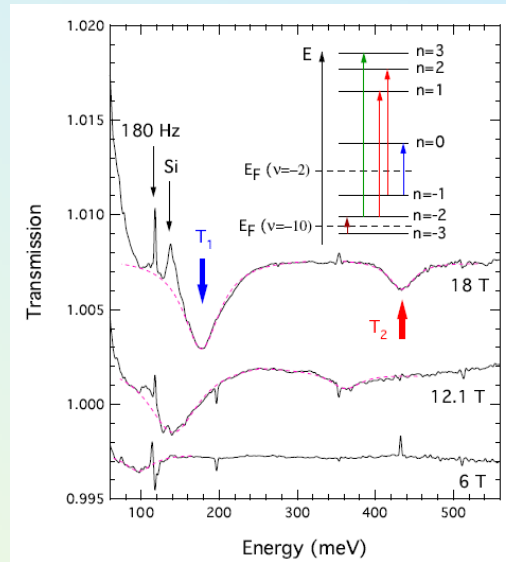 1.020
1.015
1.010
1.005
1.000
0.995
Transmission
180 Hz
Si
T1
T2
E
n=3
n=2
n=1
n=0
n=-1
n=-2
n=-3
EF (ν=-2)
EF (ν=-10)
18 T
12.1 T
6 T
100 200 300 400 500
Energy (meV)